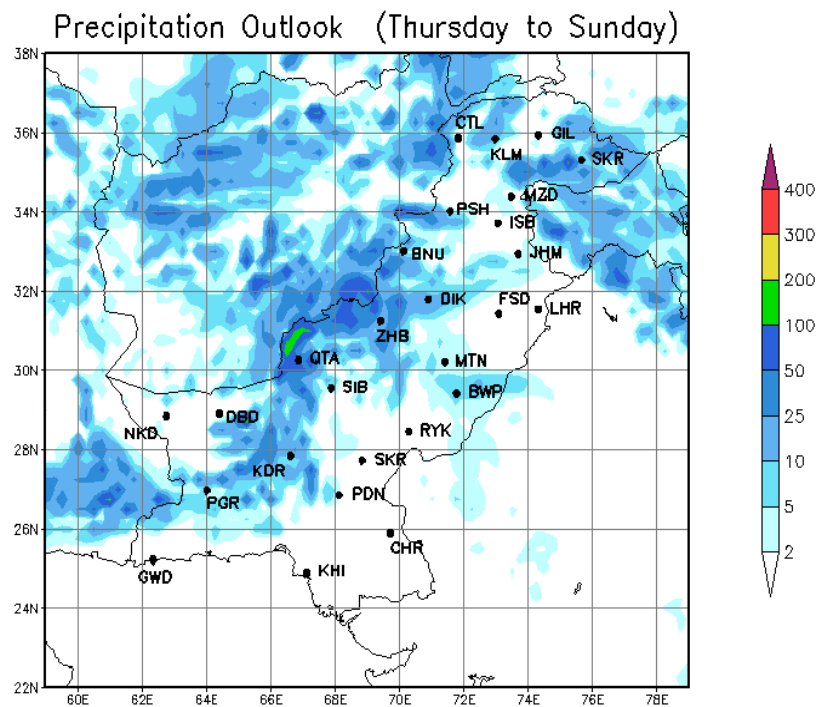 Precipitation Outlook (Thursday to Sunday)
38N
36N
34N
32N
30N
28N
26N
24N
22N
60E 62E 64E 66E 68E 70E 72E 74E 76E 78E
CTL
GIL
KLM
SKR
MZD
PSH
ISB
BNU
JHM
DIK
FSD
LHR
ZHB
QTA
MTN
SIB
BWP
NKD
DBD
RYK
KDR
SKR
PGR
PDN
CHR
GWD
KHI
400
300
200
100
50
25
10
5
2